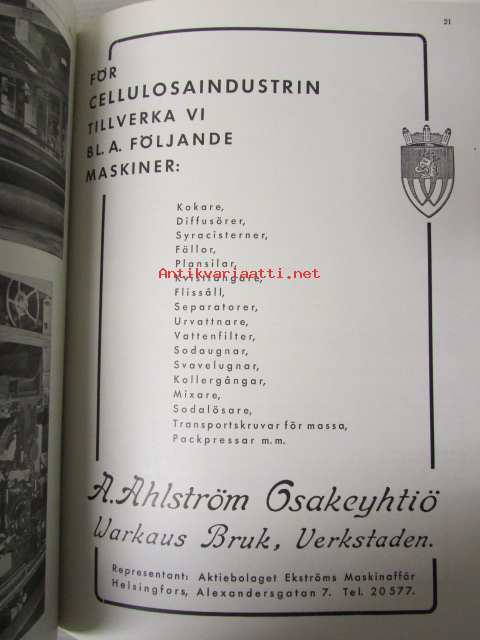 21
FÖR
CELLULOSAINDUSTRIN
TILLVERKA VI
BL. A. FÖLJANDE
MASKINER:
Kokare,
Diffusörer,
Syracisterner,
Fällor,
Plansilar,
Antikvariaatti.net
Kvistfångare,
Flissåll,
Separatorer,
Urvattnare,
Vattenfilter,
Sodaugnar,
Svavelugnar,
Kollergångar,
Mixare,
Sodalösare,
Transportskruvar för massa,
Packpressar m.m.
A. Ahlström Osakeyhtiö
Warkaus Bruk, Verkstaden.
Representant: Aktiebolaget Ekströms Maskinaffär
Helsingfors, Alexandersgatan 7. Tel. 20577.